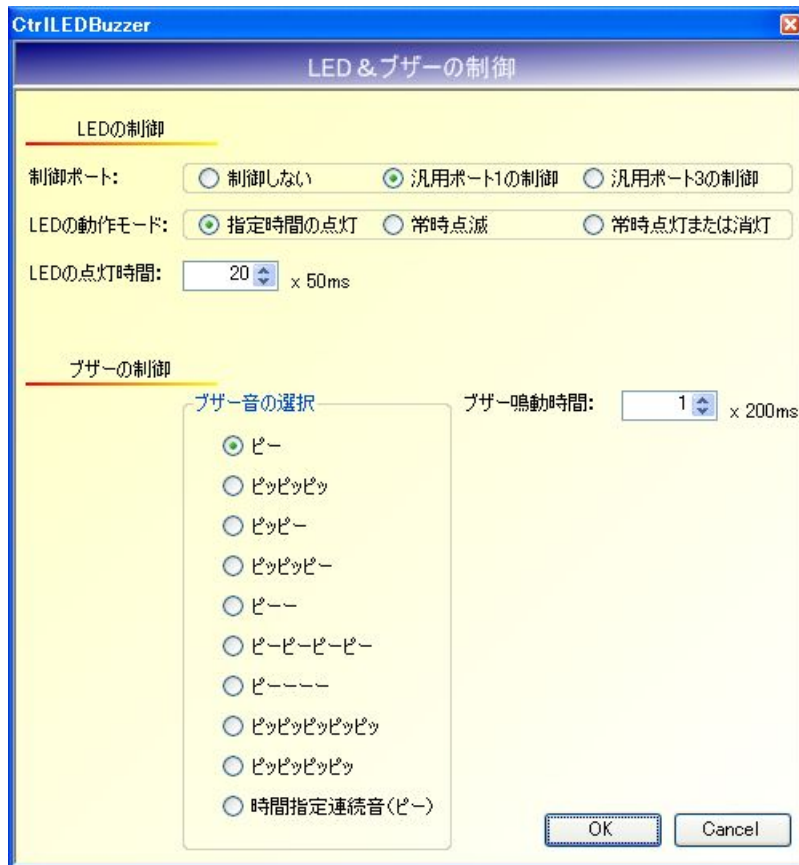 CtrlLEDBuzzer
LED＆ブザーの制御
LEDの制御
制御ポート: 制御しない 汎用ポート1の制御 汎用ポート3の制御
LEDの動作モード: 指定時間の点灯 常時点滅 常時点灯または消灯
LEDの点灯時間: 20 x 50ms
ブザーの制御
ブザー音の選択 ブザー鳴動時間: 1 x 200ms
ピー
ピッピッピッ
ピッピー
ピッピッピー
ピーー
ピーピーピーピー
ピーーーー
ピッピッピッピッピッ
ピッピッピッピッ
時間指定連続音(ピー)
OK Cancel